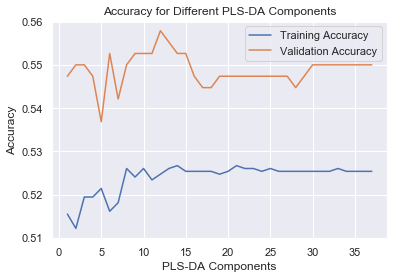 Accuracy for Different PLS-DA Components
Training Accuracy
Validation Accuracy
0.56
0.55
0.54
0.53
0.52
0.51
Accuracy
0 5 10 15 20 25 30 35
PLS-DA Components